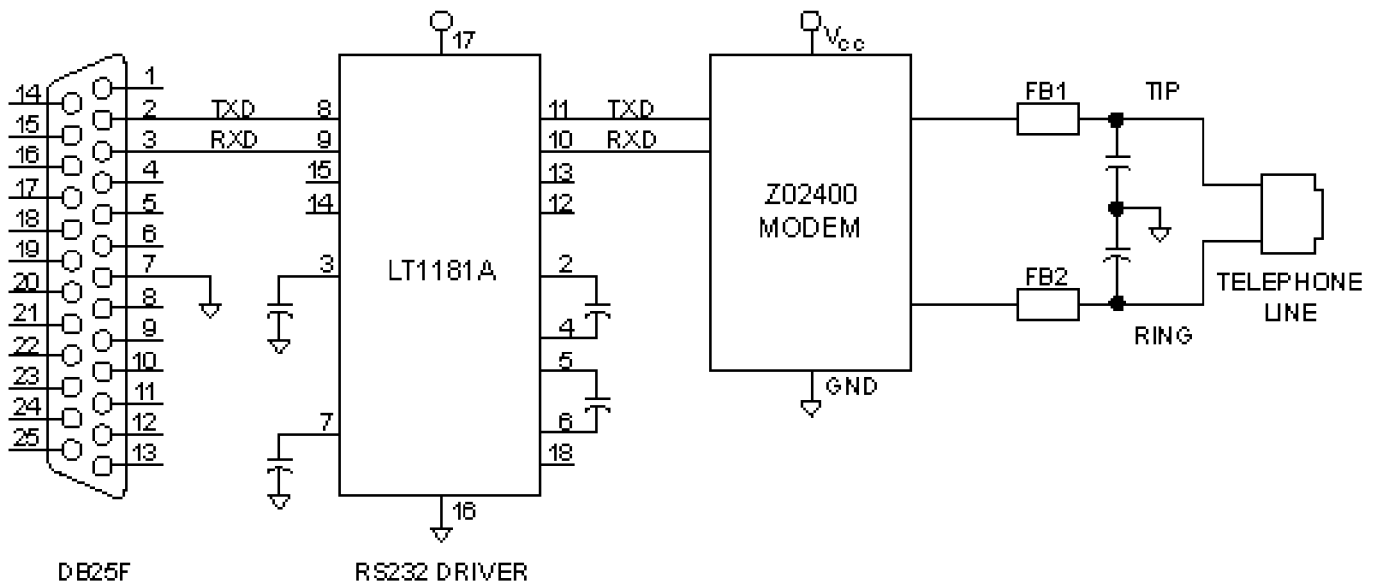 17
Vcc
1
14
2
TXD
8
11
TXD
FB1
TIP
15
3
RXD
9
10
RXD
16
4
15
13
17
5
14
12
Z02400
MODEM
18
6
19
7
3
LT1181A
2
20
8
FB2
TELEPHONE
LINE
21
9
4
RING
22
10
5
23
11
GND
24
12
7
6
25
13
18
16
DB25F
RS232 DRIVER